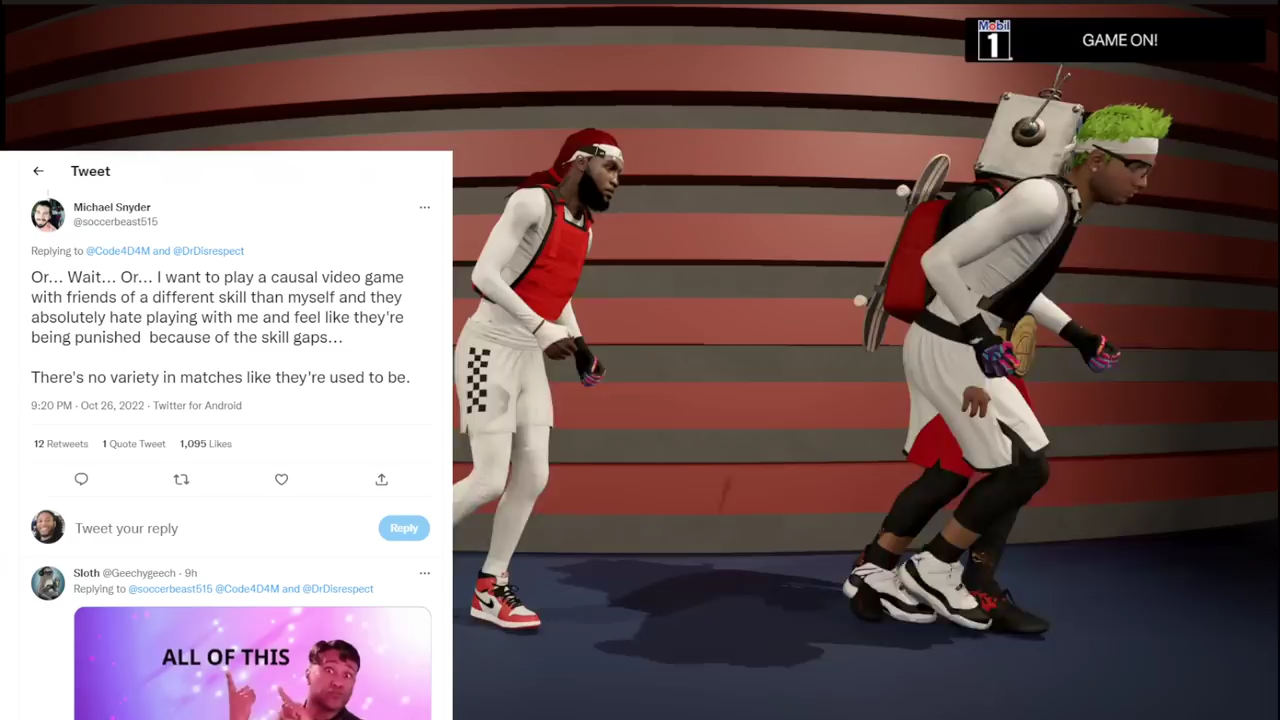 Mobil
1
GAME ON!
Tweet
Michael Snyder
@soccerbeast515
Replying to @Code4D4M and @DrDisrespect
Or... Wait... Or... I want to play a causal video game
with friends of a different skill than myself and they
absolutely hate playing with me and feel like they're
being punished because of the skill gaps...
There's no variety in matches like they're used to be.
9:20 PM · Oct 26, 2022 · Twitter for Android
12 Retweets 1 Quote Tweet 1,095 Likes
Tweet your reply
Reply
Sloth @Geechygeech · 9h
Replying to @soccerbeast515 @Code4D4M and @DrDisrespect
ALL OF THIS